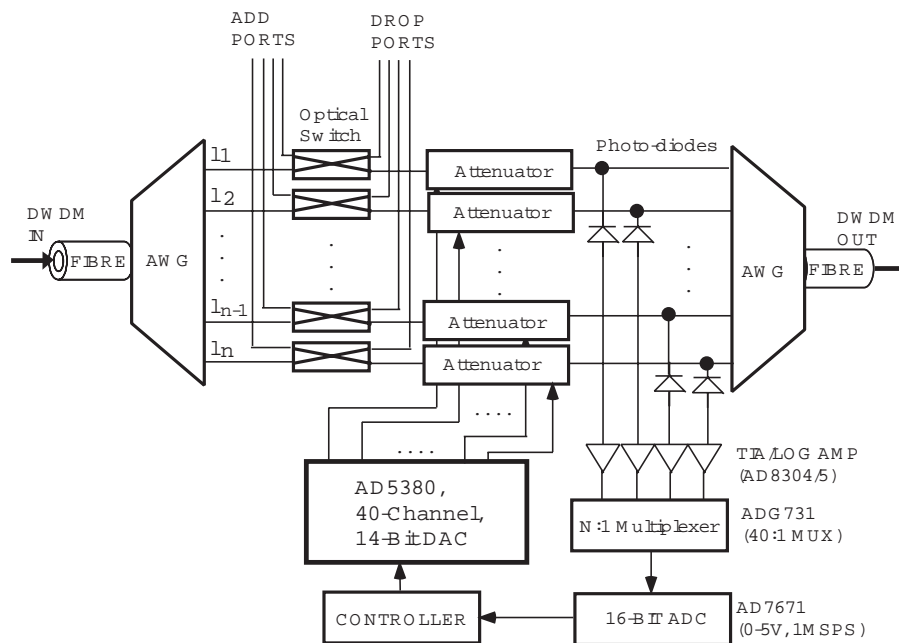 ADD
PORTS
DROP
PORTS
Optical
Switch
Photo-diodes
l1
Attenuator
l2
Attenuator
DWDM
IN
FIBRE
AWG
AWG
DWDM
OUT
FIBRE
ln-1
Attenuator
ln
Attenuator
TIA/LOG AMP
(AD8304/5)
AD5380,
40-Channel,
14-Bit DAC
N:1 Multiplexer
ADG731
(40:1 MUX)
CONTROLLER
16-BIT ADC
AD7671
(0-5V, 1MSPS)